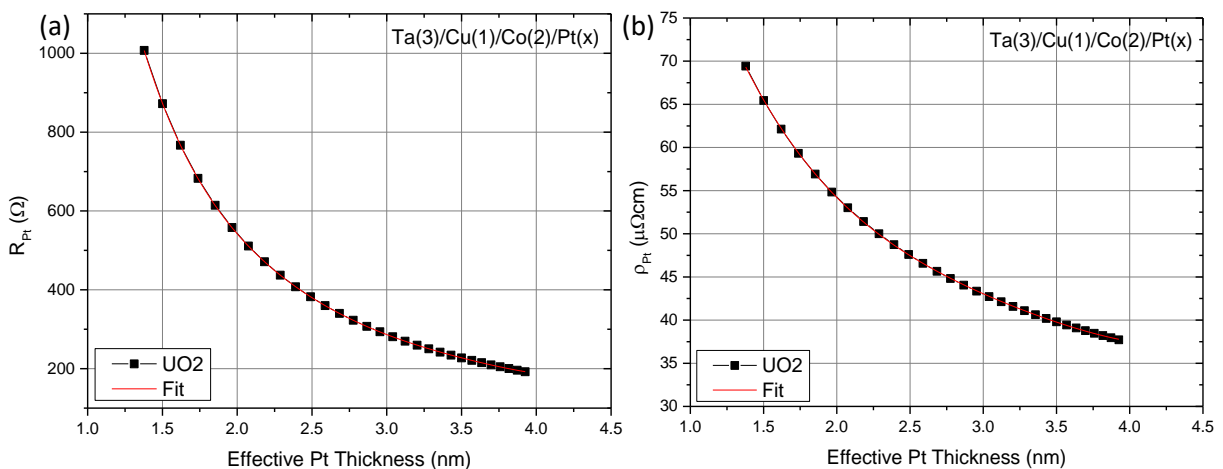 (a)
Ta(3)/Cu(1)/Co(2)/Pt(x)
1000
800
600
400
200
R_Pt (Ω)
UO2
Fit
1.0 1.5 2.0 2.5 3.0 3.5 4.0 4.5
Effective Pt Thickness (nm)
(b)
Ta(3)/Cu(1)/Co(2)/Pt(x)
75
70
65
60
55
50
45
40
35
30
ρ_Pt (μΩcm)
UO2
Fit
1.0 1.5 2.0 2.5 3.0 3.5 4.0 4.5
Effective Pt Thickness (nm)